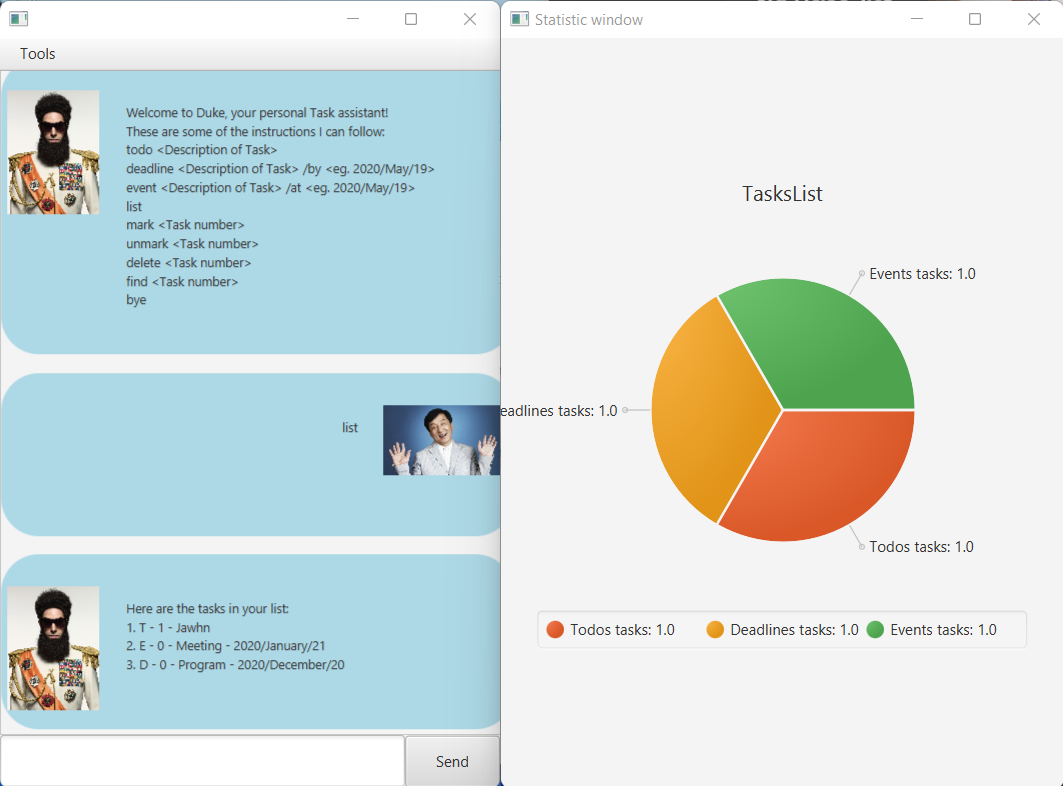 Tools
Welcome to Duke, your personal Task assistant!
These are some of the instructions I can follow:
todo <Description of Task>
deadline <Description of Task> /by <eg. 2020/May/19>
event <Description of Task> /at <eg. 2020/May/19>
list
mark <Task number>
unmark <Task number>
delete <Task number>
find <Task number>
bye
list
Here are the tasks in your list:
1. T - 1 - Jawhn
2. E - 0 - Meeting - 2020/January/21
3. D - 0 - Program - 2020/December/20
Send
Statistic window
TasksList
Events tasks: 1.0
eadlines tasks: 1.0
Todos tasks: 1.0
Todos tasks: 1.0 Deadlines tasks: 1.0 Events tasks: 1.0